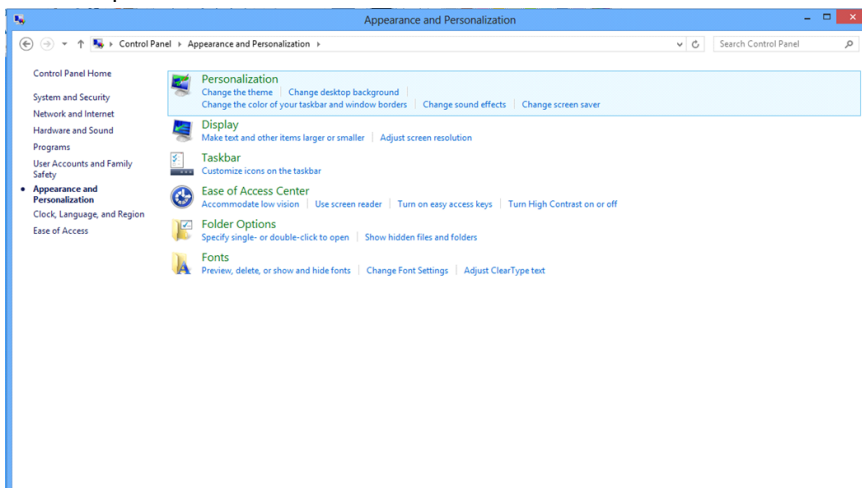 Appearance and Personalization
Control Panel Appearance and Personalization
Search Control Panel
Control Panel Home
System and Security
Network and Internet
Hardware and Sound
Programs
User Accounts and Family
Safety
Appearance and
Personalization
Clock, Language, and Region
Ease of Access
Personalization
Change the theme Change desktop background
Change the color of your taskbar and window borders Change sound effects Change screen saver
Display
Make text and other items larger or smaller Adjust screen resolution
Taskbar
Customize icons on the taskbar
Ease of Access Center
Accommodate low vision Use screen reader Turn on easy access keys Turn High Contrast on or off
Folder Options
Specify single- or double-click to open Show hidden files and folders
Fonts
Preview, delete, or show and hide fonts Change Font Settings Adjust ClearType text